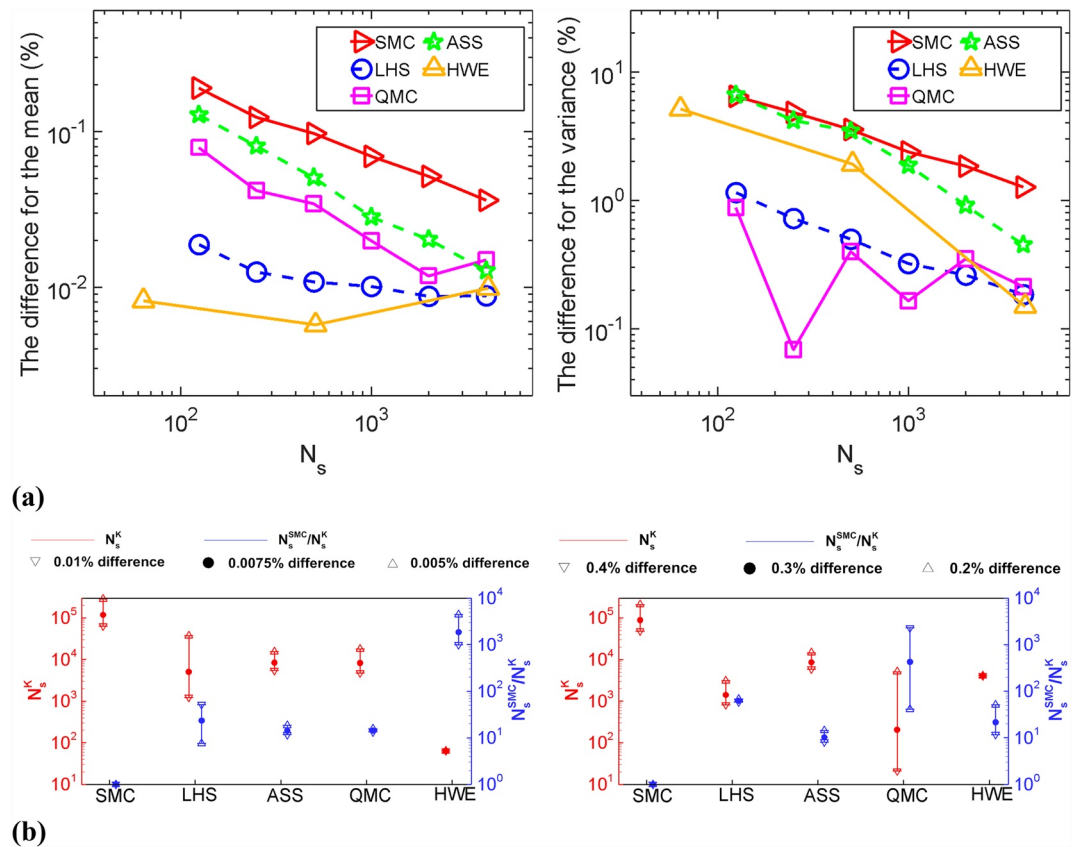 The difference for the mean (%)
10^-1
10^-2
10^2
10^3
N_s
SMC ASS
LHS HWE
QMC
The difference for the variance (%)
10^1
10^0
10^-1
10^2
10^3
N_s
SMC ASS
LHS HWE
QMC
(a)
N_s^K N_s^SMC/N_s^K
0.01% difference 0.0075% difference 0.005% difference
N_s^K
10^5
10^4
10^3
10^2
10^1
SMC LHS ASS QMC HWE
10^4
10^3
10^2
10^1
10^0
N_s^SMC/N_s^K
N_s^K N_s^SMC/N_s^K
0.4% difference 0.3% difference 0.2% difference
N_s^K
10^5
10^4
10^3
10^2
10^1
SMC LHS ASS QMC HWE
10^4
10^3
10^2
10^1
10^0
N_s^SMC/N_s^K
(b)